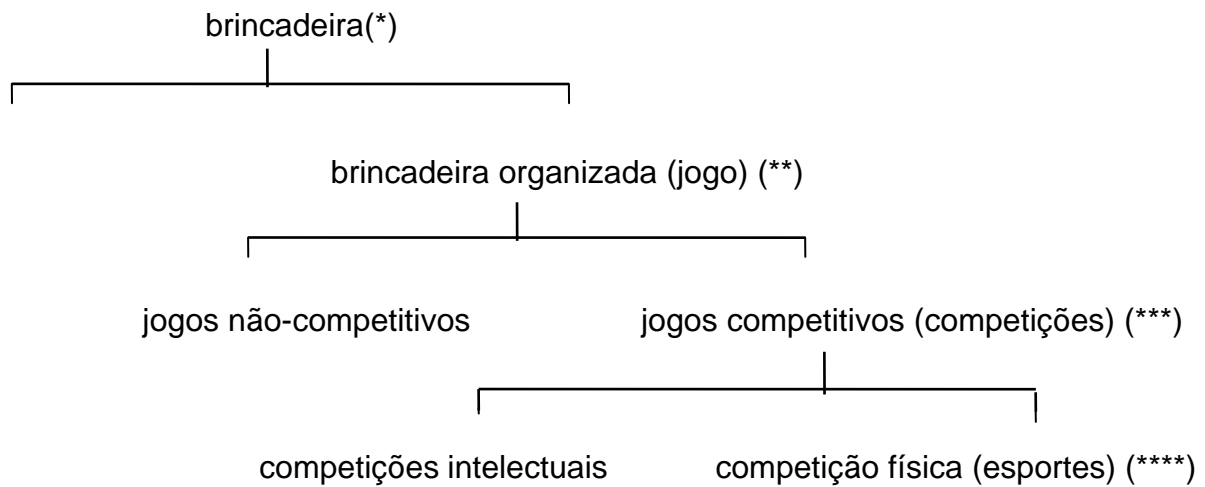 brincadeira(*)
brincadeira organizada (jogo) (**)
jogos não-competitivos
jogos competitivos (competições) (***)
competições intelectuais
competição física (esportes) (****)